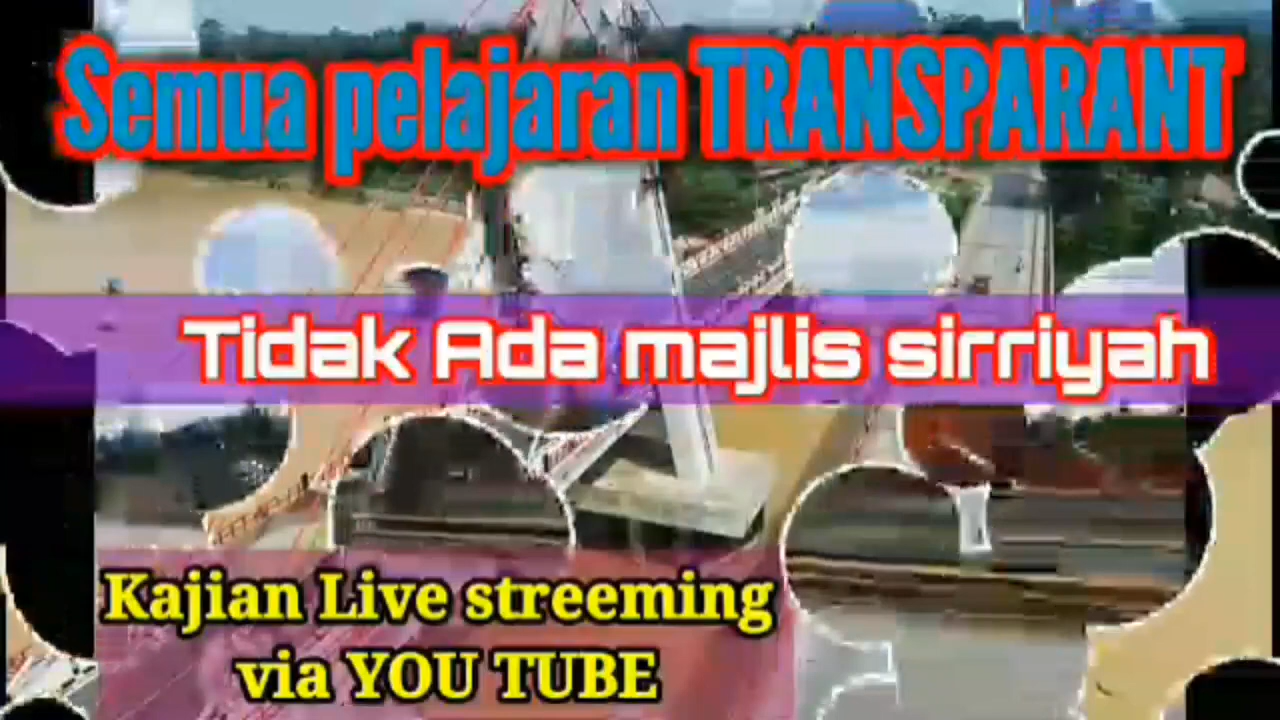 Semua pelajaran TRANSPARANT
Tidak Ada majlis sirriyah
Kajian Live streeming
via YOU TUBE